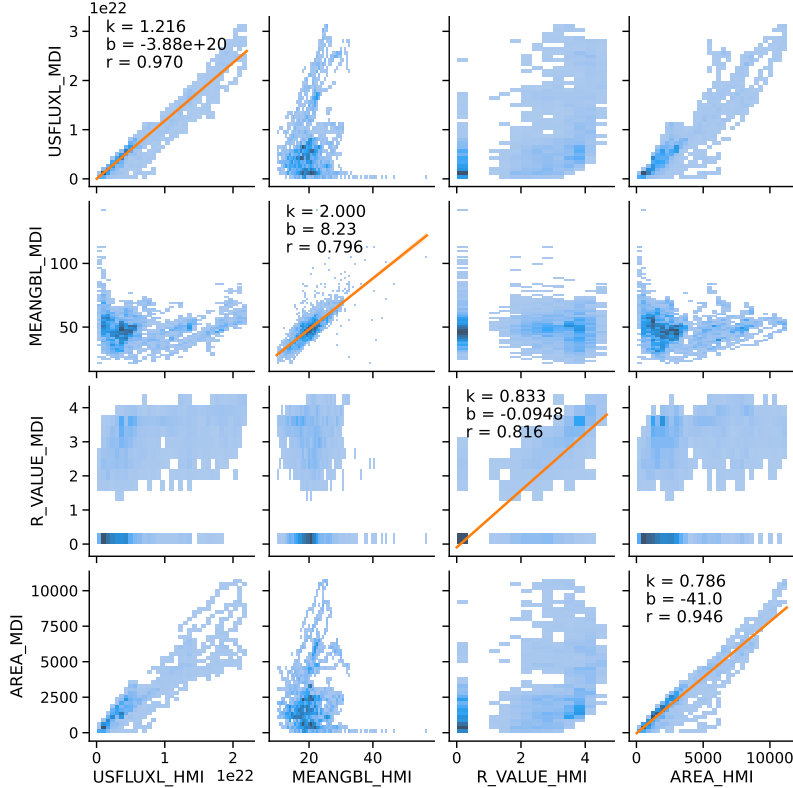 1e22
k = 1.216
b = -3.88e+20
r = 0.970
USFLUXL_MDI
3
2
1
0
k = 2.000
b = 8.23
r = 0.796
MEANGBL_MDI
100
50
k = 0.833
b = -0.0948
r = 0.816
R_VALUE_MDI
4
3
2
1
0
k = 0.786
b = -41.0
r = 0.946
AREA_MDI
10000
7500
5000
2500
0
0 1 2 20 40 0 2 4 0 5000 10000
USFLUXL_HMI 1e22 MEANGBL_HMI R_VALUE_HMI AREA_HMI